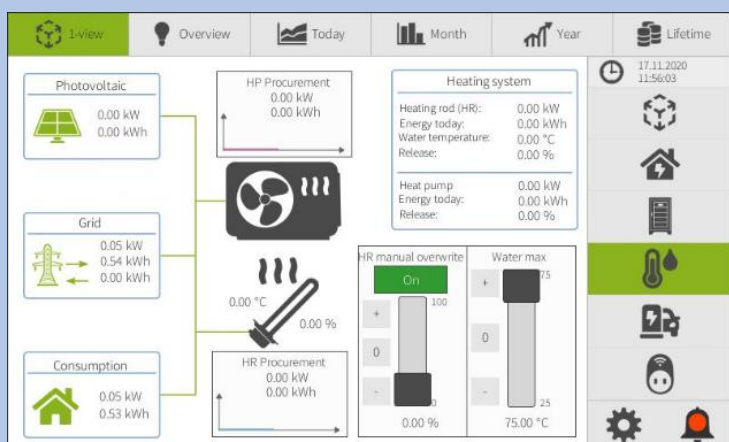 1-view
Overview
Today
Month
Year
Lifetime
17.11.2020
11:56:03
Photovoltaic
0.00 kW
0.00 kWh
HP Procurement
0.00 kW
0.00 kWh
Heating system
Heating rod (HR): 0.00 kW
Energy today: 0.00 kWh
Water temperature: 0.00 °C
Release: 0.00 %
Heat pump 0.00 kW
Energy today: 0.00 kWh
Release: 0.00 %
Grid
0.05 kW
0.54 kWh
0.00 kWh
0.00 °C
0.00 %
HR manual overwrite
On
100
+
0
-
0
0.00 %
Water max
75
+
0
-
25
75.00 °C
Consumption
0.05 kW
0.53 kWh
HR Procurement
0.00 kW
0.00 kWh